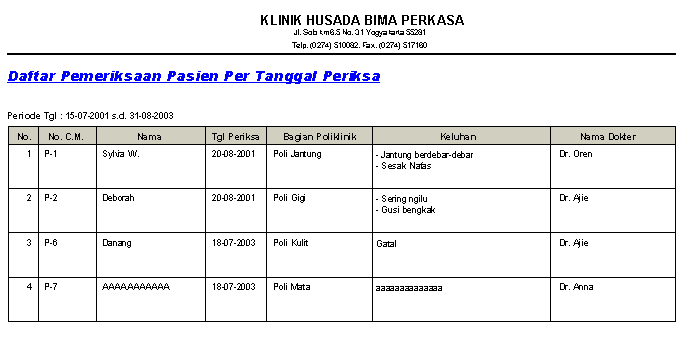 KLINIK HUSADA BIMA PERKASA
Jl. Solo km 6.5 No. 31 Yogyakarta 55281
Telp. (0274) 510082. Fax. (0274) 517160
Daftar Pemeriksaan Pasien Per Tanggal Periksa
Periode Tgl : 15-07-2001 s.d. 31-08-2003
No. No. C.M. Nama Tgl Periksa Bagian Poliklinik Keluhan Nama Dokter
1 P-1 Sylvia W. 20-08-2001 Poli Jantung - Jantung berdebar-debar Dr. Oren
- Sesak Nafas
2 P-2 Deborah 20-08-2001 Poli Gigi - Sering ngilu Dr. Ajie
- Gusi bengkak
3 P-6 Danang 18-07-2003 Poli Kulit Gatal Dr. Ajie
4 P-7 AAAAAAAAAAA 18-07-2003 Poli Mata aaaaaaaaaaaaaa Dr. Anna